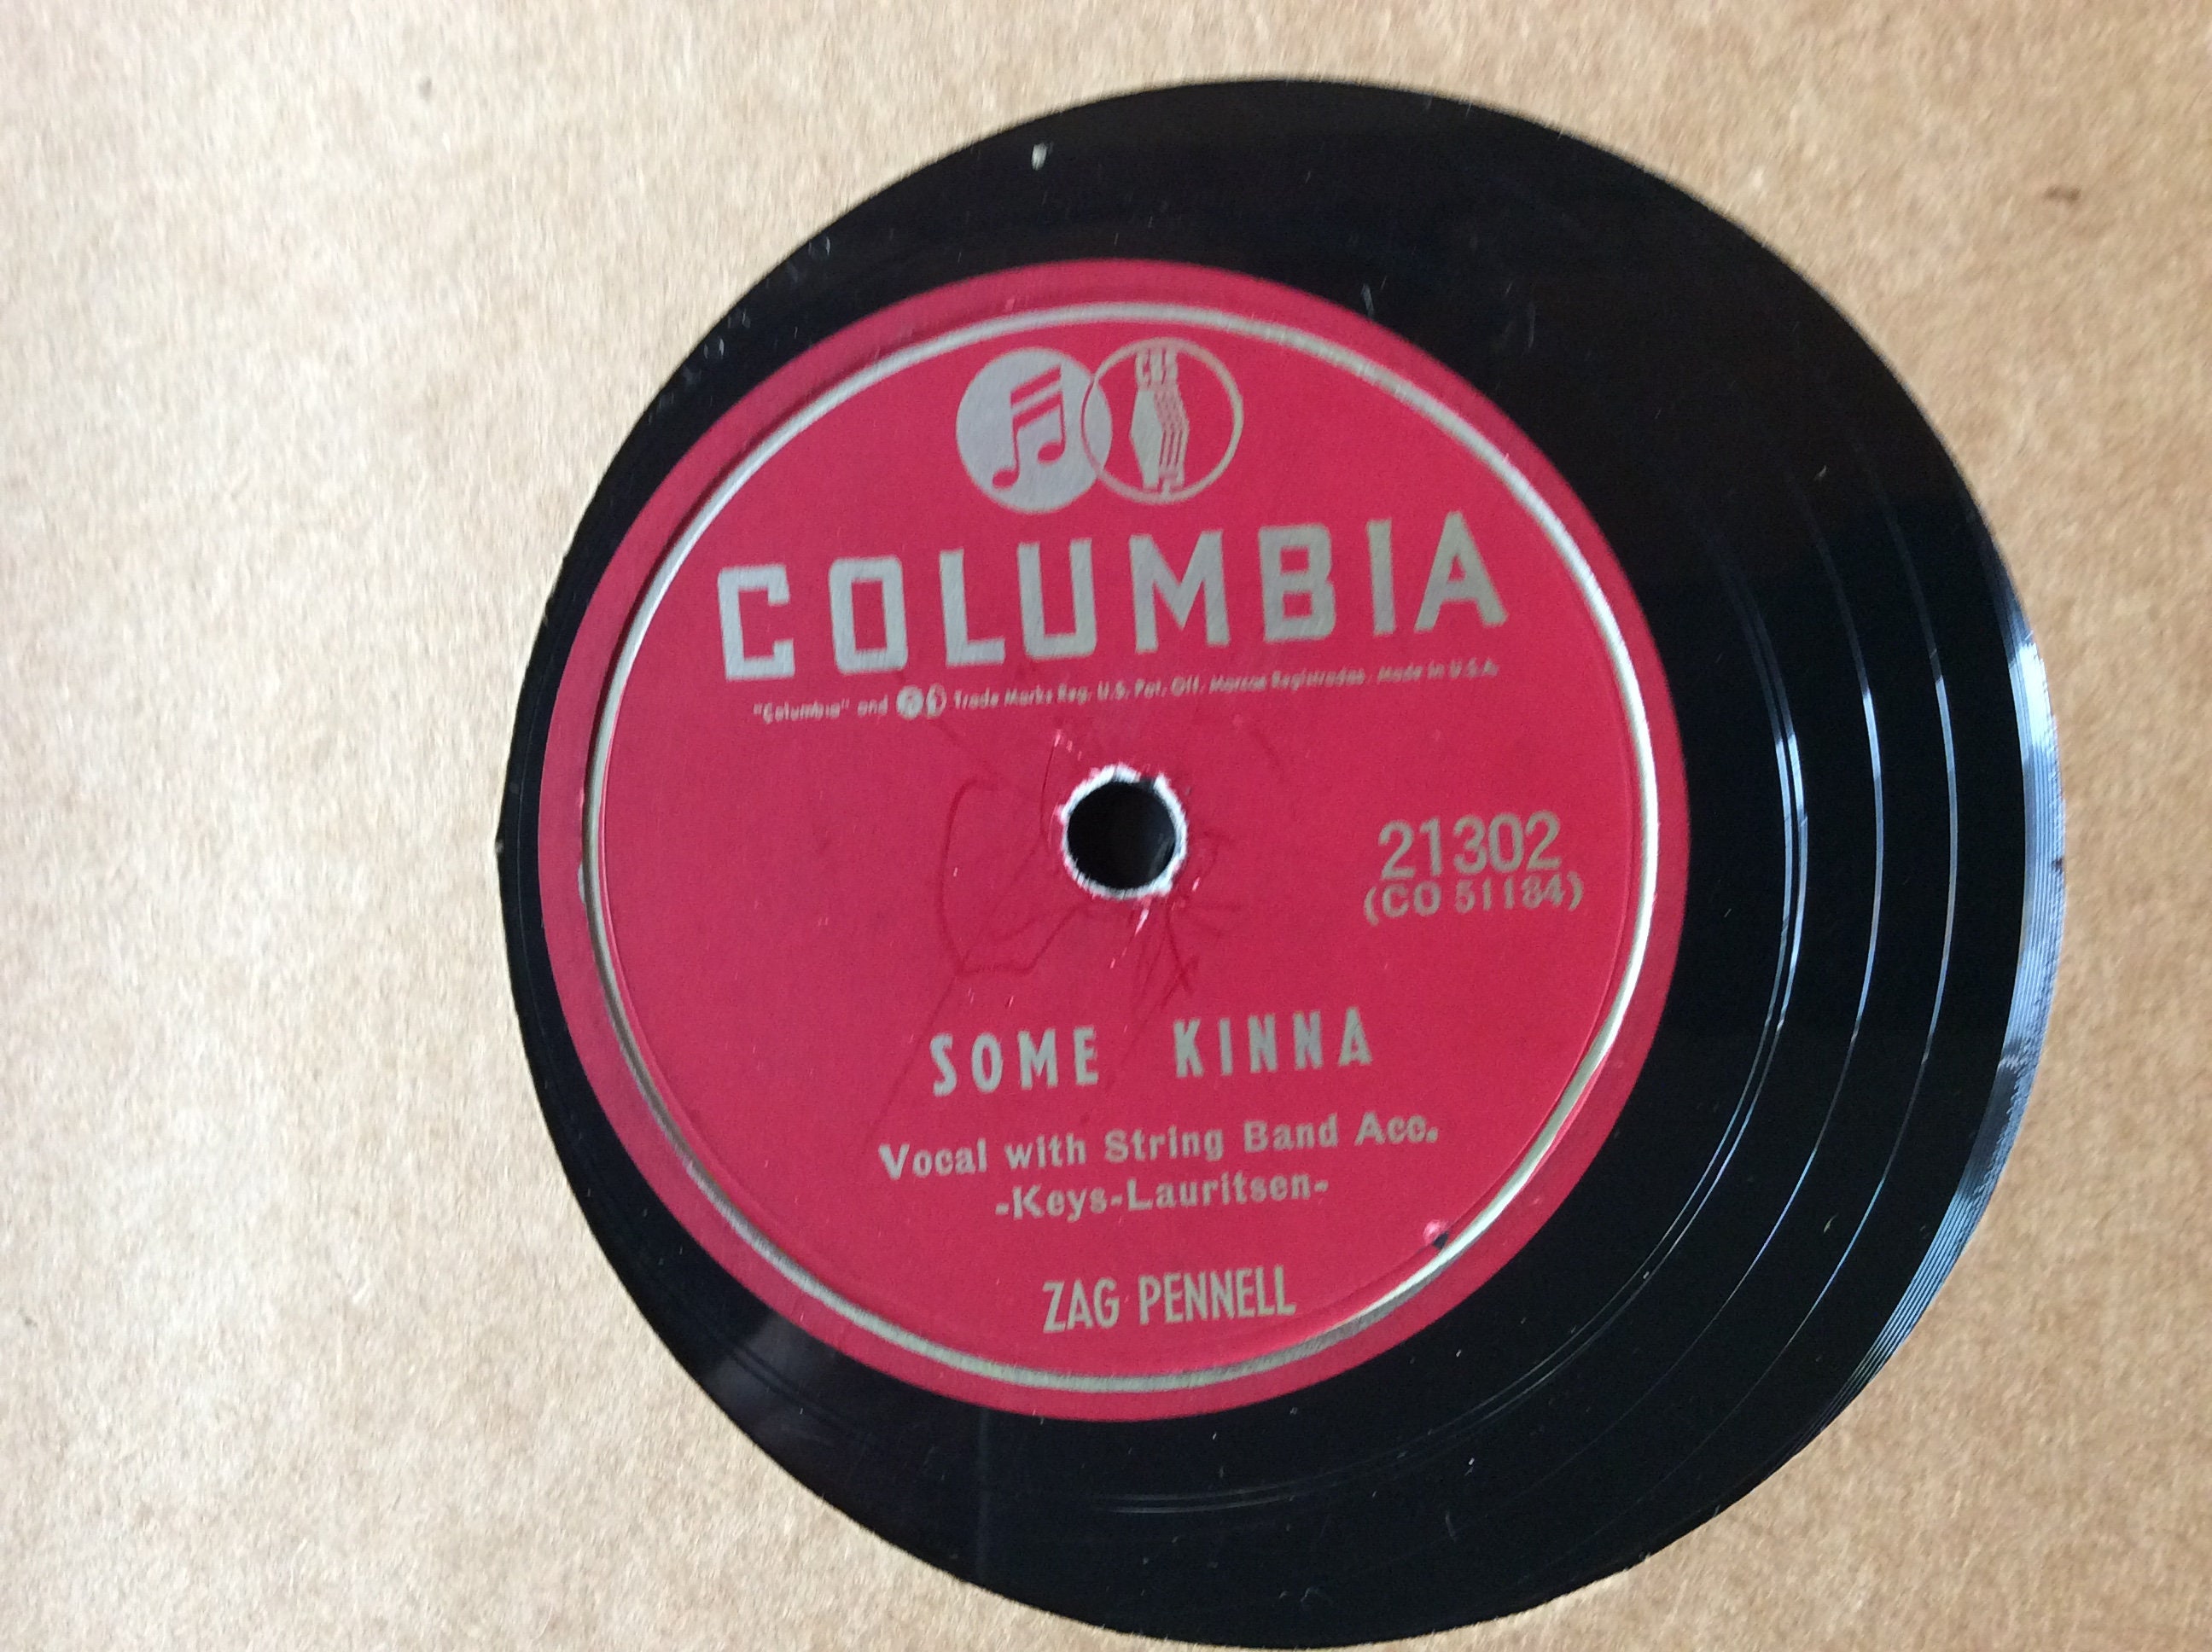 CBS
COLUMBIA
"Columbia" and Trade Marks Reg. U.S. Pat. Off. Marcas Registradas. Made in U.S.A.
21302
(CO 51184)
SOME KINNA
Vocal with String Band Acc.
-Keys-Lauritsen-
ZAG PENNELL